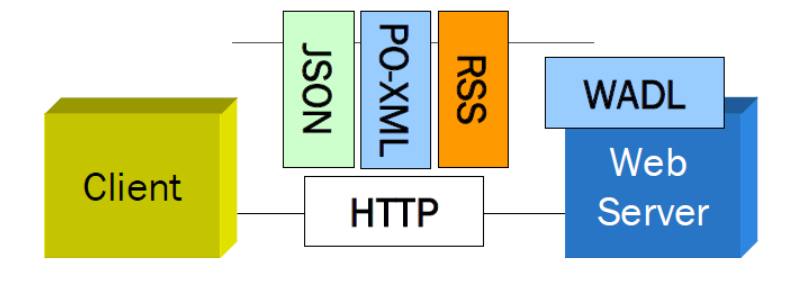 JSON
PO-XML
RSS
WADL
Client
Web
Server
HTTP